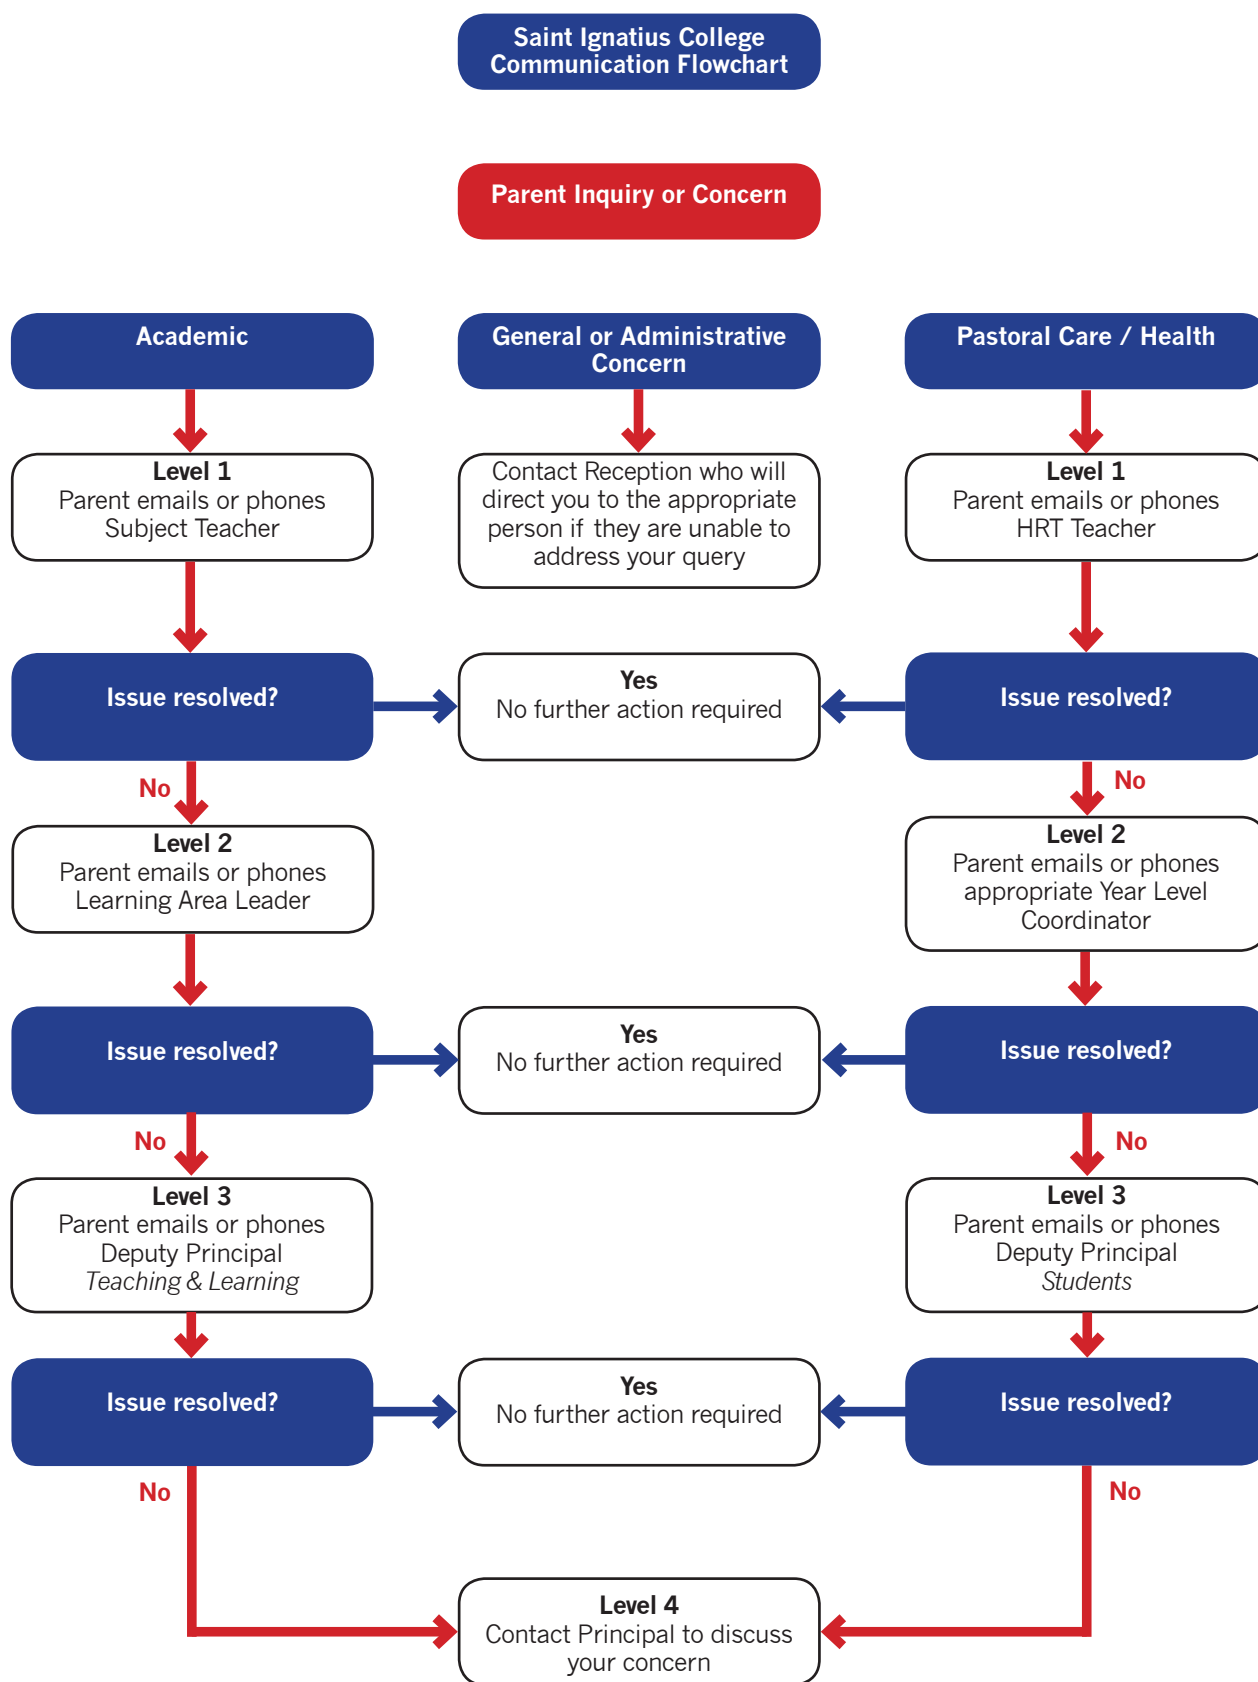 Saint Ignatius College
Communication Flowchart
Parent Inquiry or Concern
Academic
General or Administrative
Concern
Pastoral Care / Health
Level 1
Parent emails or phones
Subject Teacher
Contact Reception who will
direct you to the appropriate
person if they are unable to
address your query
Level 1
Parent emails or phones
HRT Teacher
Issue resolved?
Yes
No further action required
Issue resolved?
No
No
Level 2
Parent emails or phones
Learning Area Leader
Level 2
Parent emails or phones
appropriate Year Level
Coordinator
Issue resolved?
Yes
No further action required
Issue resolved?
No
No
Level 3
Parent emails or phones
Deputy Principal
Teaching & Learning
Level 3
Parent emails or phones
Deputy Principal
Students
Issue resolved?
Yes
No further action required
Issue resolved?
No
No
Level 4
Contact Principal to discuss
your concern